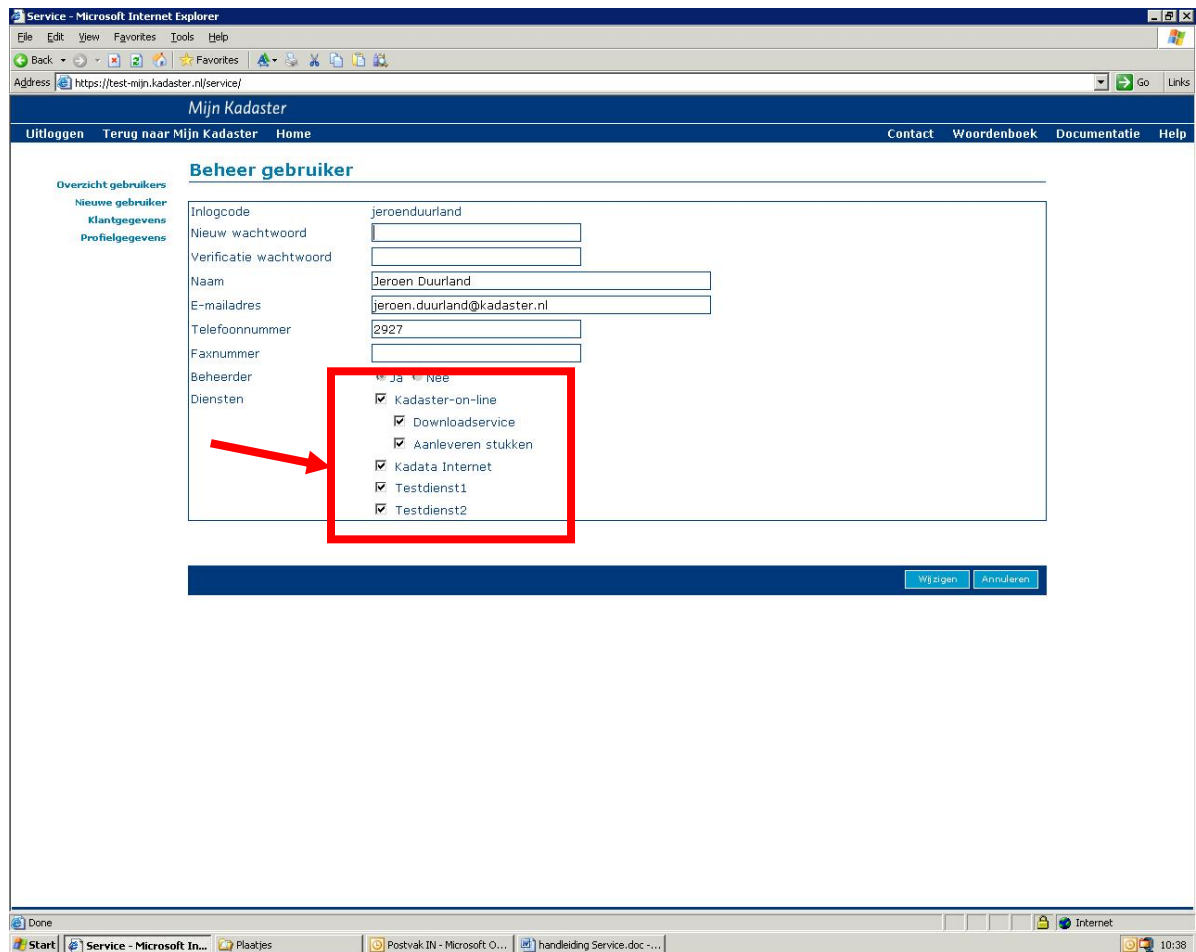 Service - Microsoft Internet Explorer
File Edit View Favorites Tools Help
Back Favorites
Address https://test-mijn.kadaster.nl/service/ Go Links
Mijn Kadaster
Uitloggen Terug naar Mijn Kadaster Home Contact Woordenboek Documentatie Help
Beheer gebruiker
Overzicht gebruikers
Nieuwe gebruiker
Klantgegevens
Profielgegevens
Inlogcode jeroenduurland
Nieuw wachtwoord
Verificatie wachtwoord
Naam Jeroen Duurland
E-mailadres jeroen.duurland@kadaster.nl
Telefoonnummer 2927
Faxnummer
Beheerder Ja Nee
Diensten Kadaster-on-line
Downloadservice
Aanleveren stukken
Kadata Internet
Testdienst1
Testdienst2
Wijzigen Annuleren
Done Internet
Start Service - Microsoft In... Plaatjes Postvak IN - Microsoft O... handleiding Service.doc -... 10:38